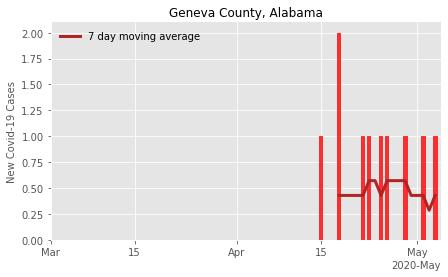 Geneva County, Alabama
7 day moving average
2.00
1.75
1.50
1.25
1.00
0.75
0.50
0.25
0.00
New Covid-19 Cases
Mar
15
Apr
15
May
2020-May